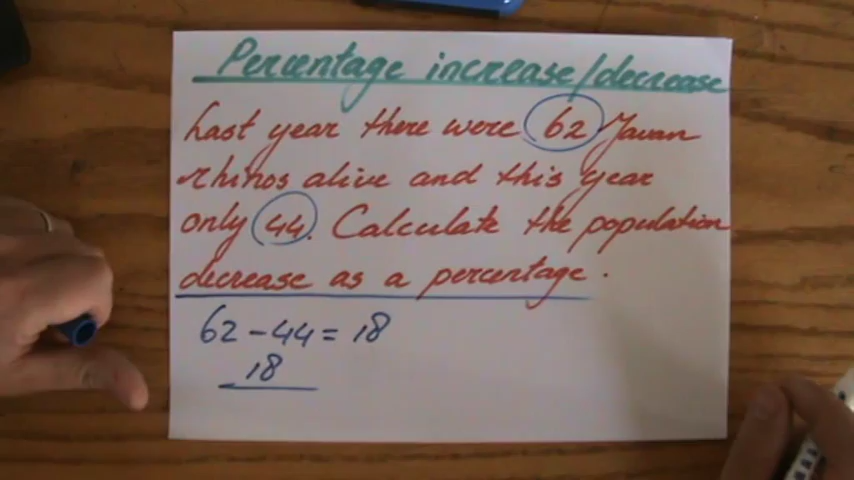 Percentage increase/decrease
Last year there were 62 Javan
rhinos alive and this year
only 44. Calculate the population
decrease as a percentage.
62 - 44 = 18
18